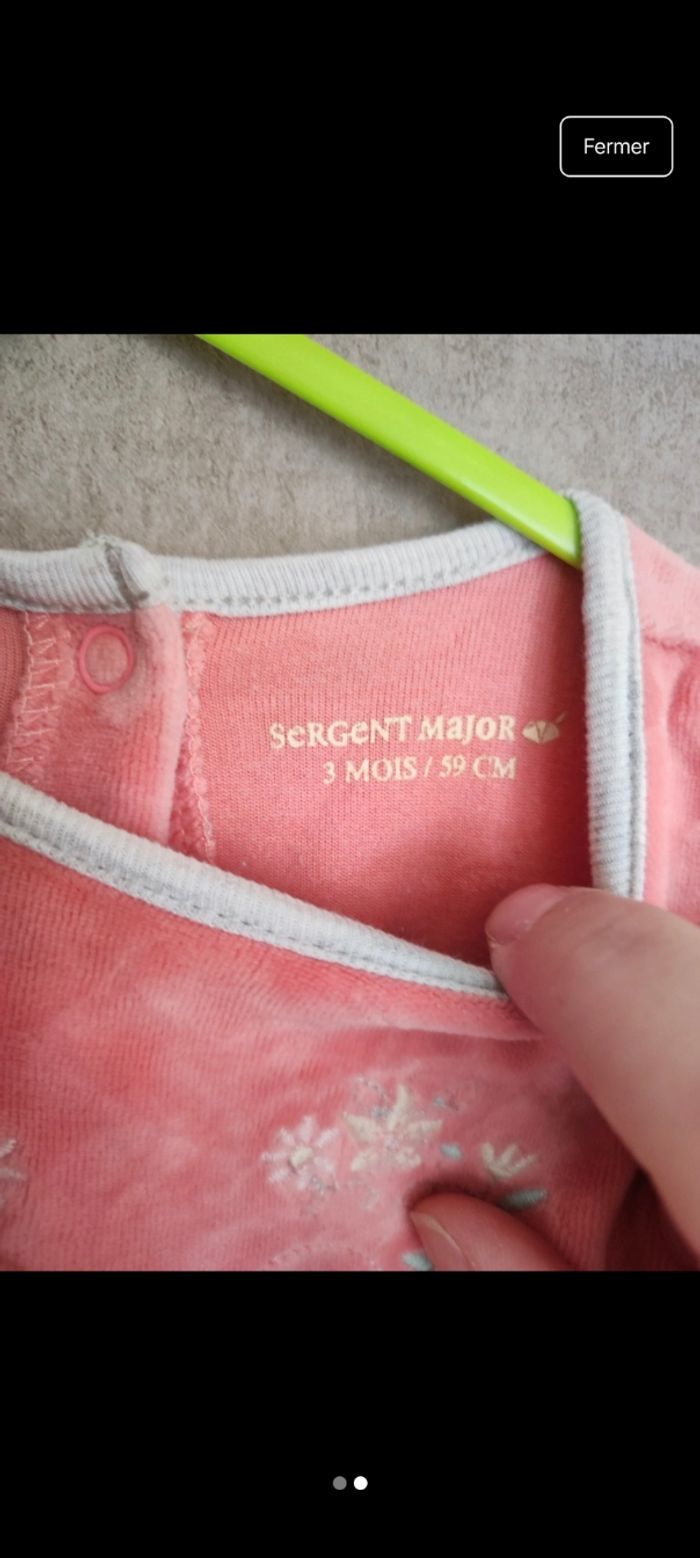 Fermer
SeRGeNT MaJoR
3 MOIS / 59 CM